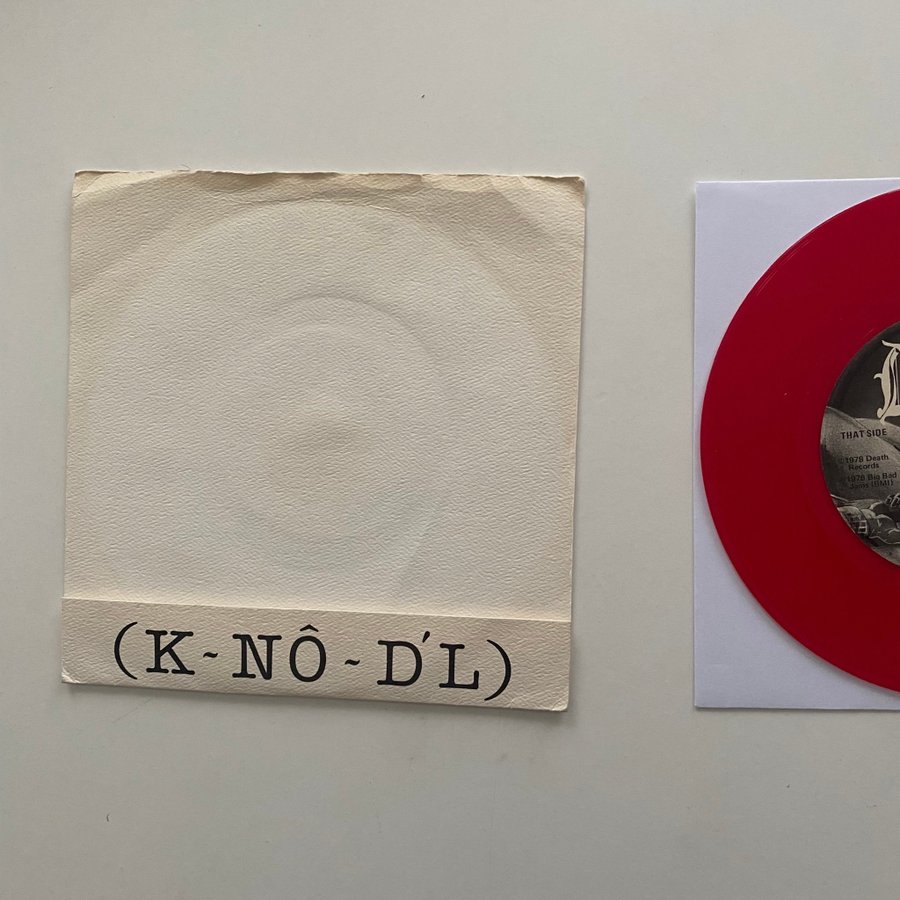 (K~NÔ~D'L)
THAT SIDE
1978 Death
Records
1978 Big Bad
Jams (BMI)